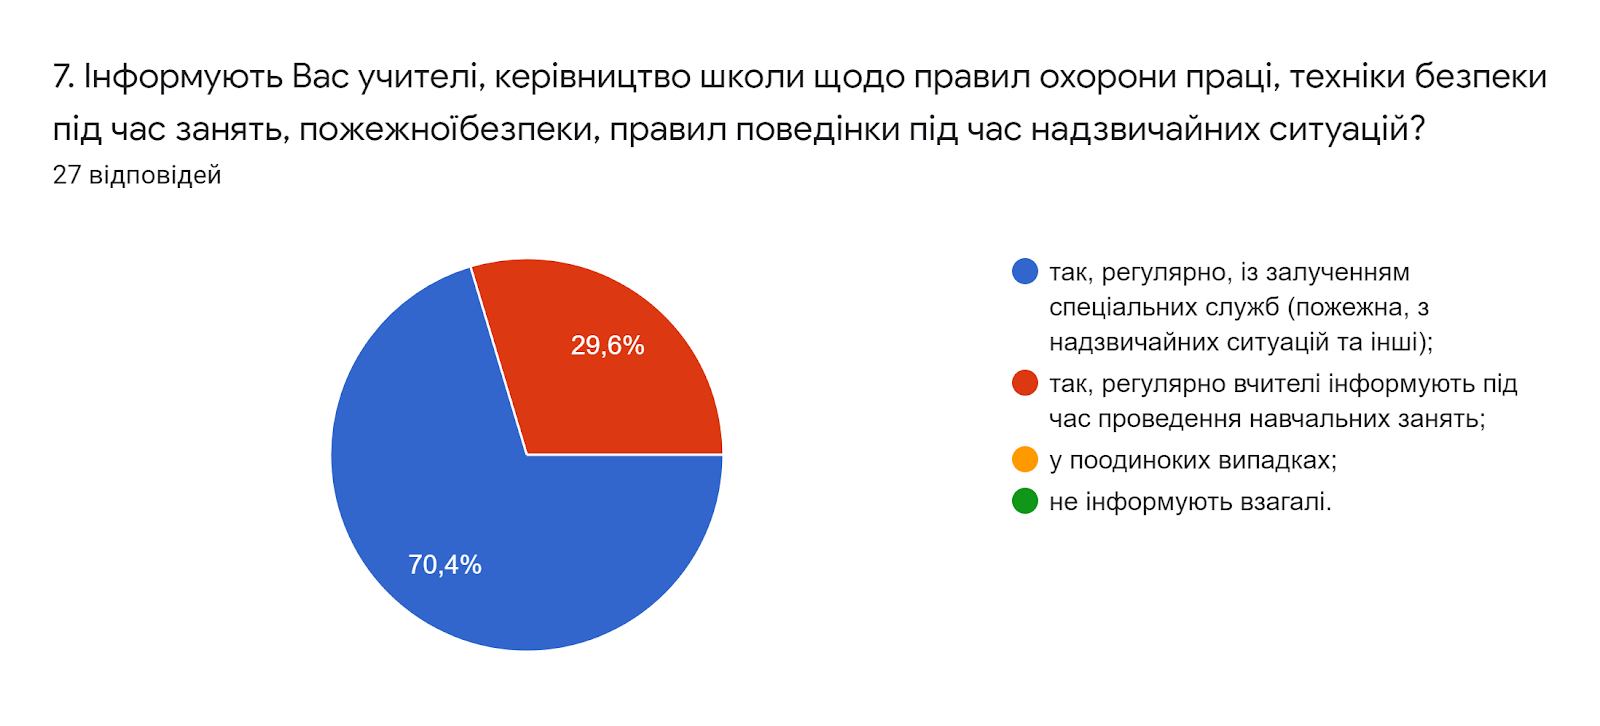 7. Інформують Вас учителі, керівництво школи щодо правил охорони праці, техніки безпеки
під час занять, пожежноїбезпеки, правил поведінки під час надзвичайних ситуацій?
27 відповідей
29,6%
70,4%
так, регулярно, із залученням
спеціальних служб (пожежна, з
надзвичайних ситуацій та інші);
так, регулярно вчителі інформують під
час проведення навчальних занять;
у поодиноких випадках;
не інформують взагалі.